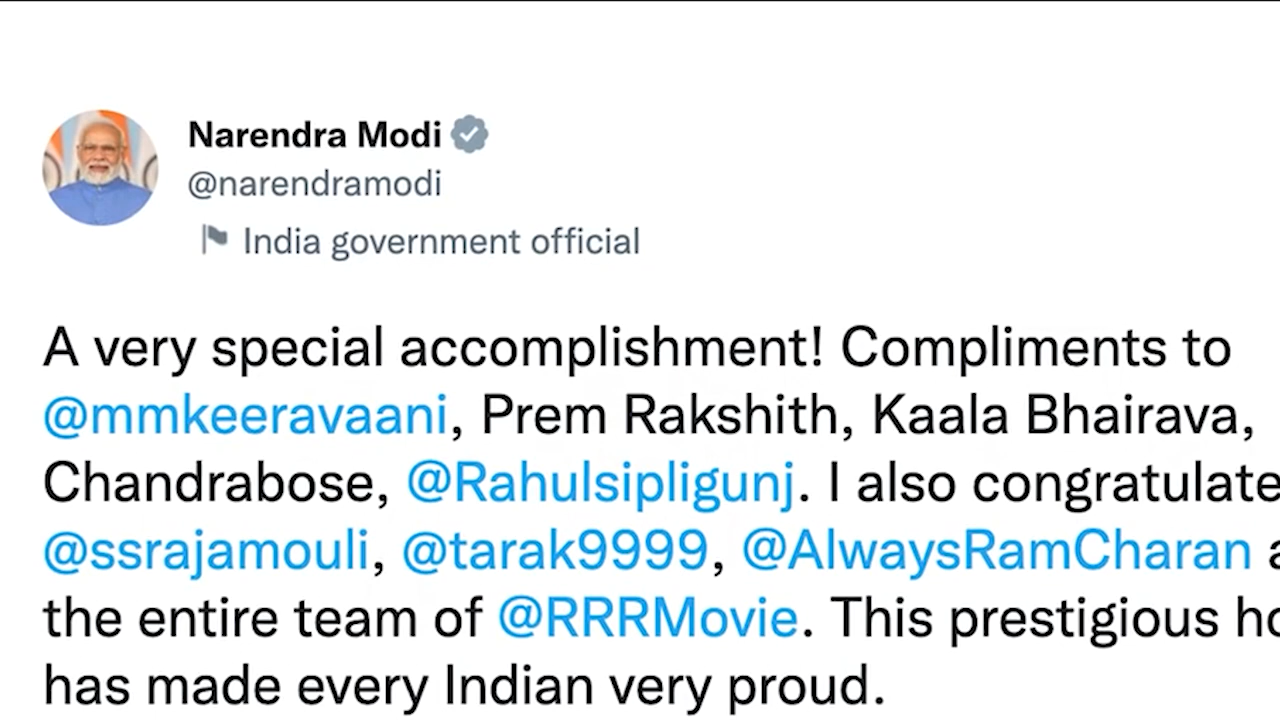 Narendra Modi
@narendramodi
India government official
A very special accomplishment! Compliments to
@mmkeeravaani, Prem Rakshith, Kaala Bhairava,
Chandrabose, @Rahulsipligunj. I also congratulate
@ssrajamouli, @tarak9999, @AlwaysRamCharan
the entire team of @RRRMovie. This prestigious
has made every Indian very proud.